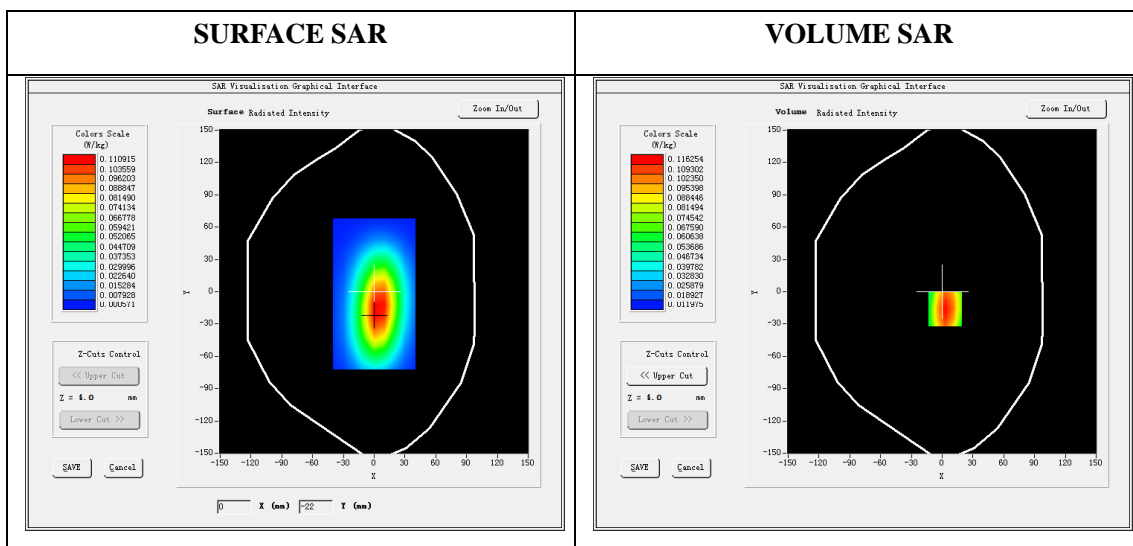 SURFACE SAR
VOLUME SAR
SAR Visualisation Graphical Interface
Surface Radiated Intensity
Zoom In/Out
Colors Scale
(W/kg)
0.110915
0.103559
0.096203
0.088847
0.081490
0.074134
0.066778
0.059421
0.052065
0.044709
0.037353
0.029996
0.022640
0.015284
0.007928
0.000571
150
120
90
60
30
0
-30
-60
-90
-120
-150
Y
-150 -120 -90 -60 -30 0 30 60 90 120 150
X
Z-Cuts Control
<< Upper Cut
Z = 4.0 mm
Lower Cut >>
SAVE Cancel
0 X (mm) -22 Y (mm)
SAR Visualisation Graphical Interface
Volume Radiated Intensity
Zoom In/Out
Colors Scale
(W/kg)
0.116254
0.109302
0.102350
0.095398
0.088446
0.081494
0.074542
0.067590
0.060638
0.053686
0.046734
0.039782
0.032830
0.025879
0.018927
0.011975
150
120
90
60
30
0
-30
-60
-90
-120
-150
Y
-150 -120 -90 -60 -30 0 30 60 90 120 150
X
Z-Cuts Control
<< Upper Cut
Z = 4.0 mm
Lower Cut >>
SAVE Cancel